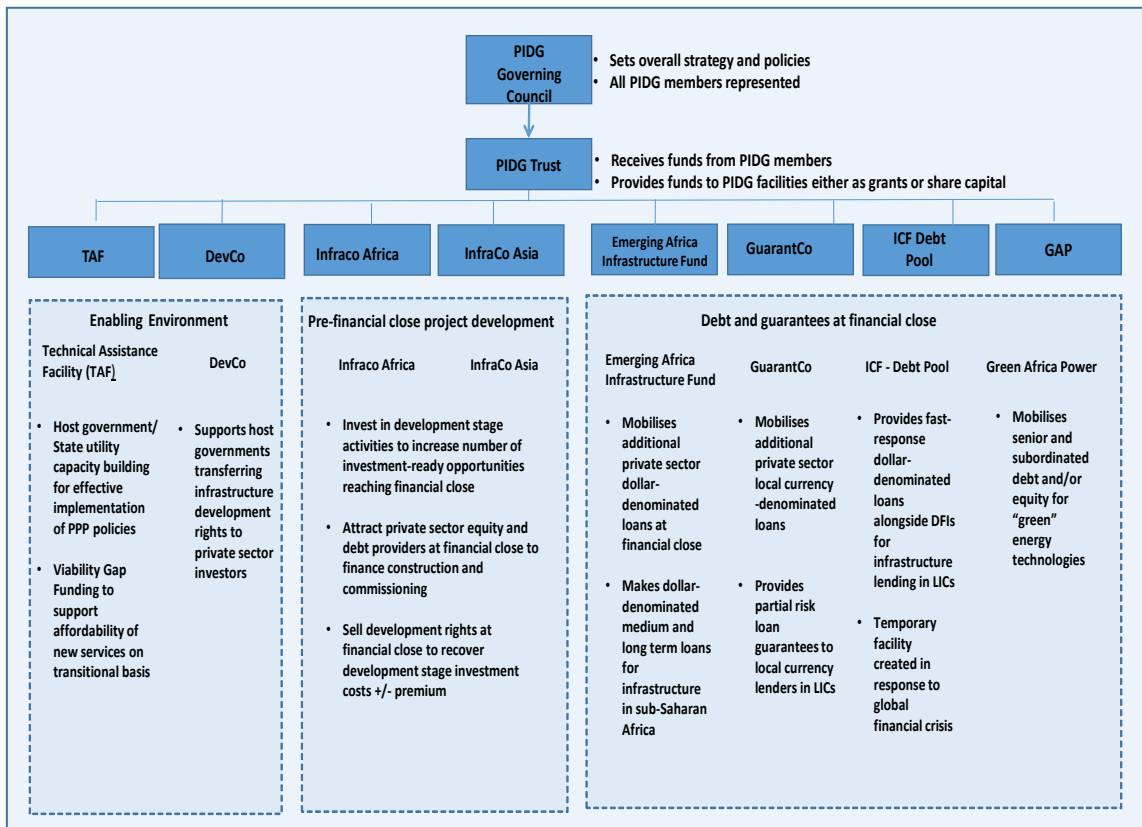 PIDG
Governing
Council
• Sets overall strategy and policies
• All PIDG members represented
PIDG Trust
• Receives funds from PIDG members
• Provides funds to PIDG facilities either as grants or share capital
TAF
DevCo
Infraco Africa
InfraCo Asia
Emerging Africa
Infrastructure Fund
GuarantCo
ICF Debt
Pool
GAP
Enabling Environment
Technical Assistance
Facility (TAF)
• Host government/
State utility
capacity building
for effective
implementation
of PPP policies
• Viability Gap
Funding to
support
affordability of
new services on
transitional basis
DevCo
• Supports host
governments
transferring
infrastructure
development
rights to
private sector
investors
Pre-financial close project development
Infraco Africa
InfraCo Asia
• Invest in development stage
activities to increase number of
investment-ready opportunities
reaching financial close
• Attract private sector equity and
debt providers at financial close to
finance construction and
commissioning
• Sell development rights at
financial close to recover
development stage investment
costs +/- premium
Debt and guarantees at financial close
Emerging Africa
Infrastructure Fund
• Mobilises
additional
private sector
dollar-
denominated
loans at
financial close
• Makes dollar-
denominated
medium and
long term loans
for
infrastructure
in sub-Saharan
Africa
GuarantCo
• Mobilises
additional
private sector
local currency
-denominated
loans
• Provides
partial risk
loan
guarantees to
local currency
lenders in LICs
ICF - Debt Pool
• Provides fast-
response
dollar-
denominated
loans
alongside DFIs
for
infrastructure
lending in LICs
• Temporary
facility
created in
response to
global
financial crisis
Green Africa Power
• Mobilises
senior and
subordinated
debt and/or
equity for
“green”
energy
technologies